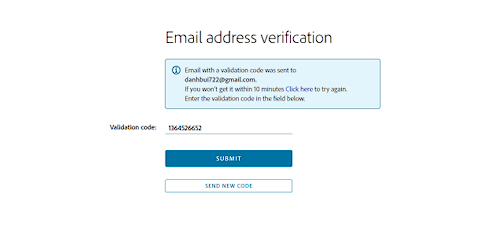 Email address verification
Email with a validation code was sent to
danhbui722@gmail.com.
If you won't get it within 10 minutes Click here to try again.
Enter the validation code in the field below.
Validation code: 1364526652
SUBMIT
SEND NEW CODE